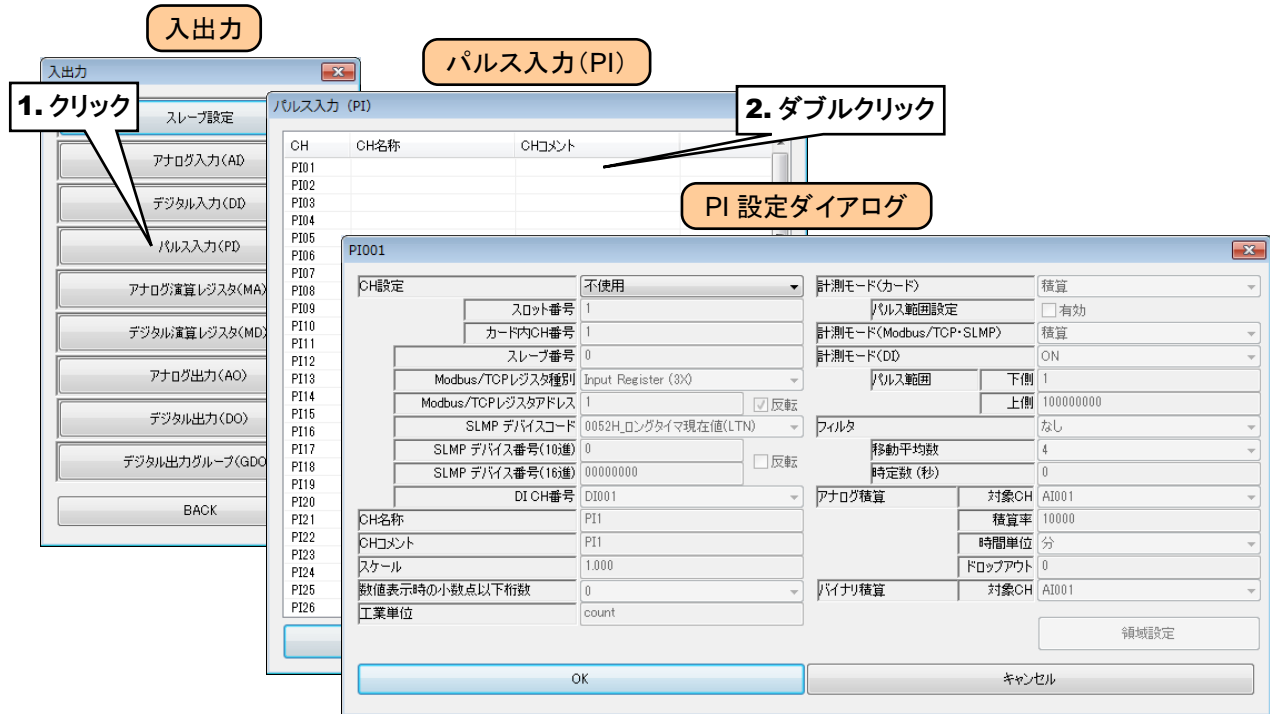 入出力
パルス入力(PI)
入出力
1. クリック
スレーブ設定
アナログ入力(AI)
デジタル入力(DI)
パルス入力(PI)
アナログ演算レジスタ(MA)
デジタル演算レジスタ(MD)
アナログ出力(AO)
デジタル出力(DO)
デジタル出力グループ(GDO
BACK
パルス入力 (PI)
2. ダブルクリック
CH CH名称 CHコメント
PI01
PI02
PI03
PI04
PI05
PI06
PI07
PI08
PI09
PI10
PI11
PI12
PI13
PI14
PI15
PI16
PI17
PI18
PI19
PI20
PI21
PI22
PI23
PI24
PI25
PI26
PI 設定ダイアログ
PI001
CH設定 不使用
スロット番号 1
カード内CH番号 1
スレーブ番号 0
Modbus/TCPレジスタ種別 Input Register (3X)
Modbus/TCPレジスタアドレス 1 反転
SLMP デバイスコード 0052H_ロングタイマ現在値(LTN)
SLMP デバイス番号(10進) 0
反転
SLMP デバイス番号(16進) 00000000
DI CH番号 DI001
CH名称 PI1
CHコメント PI1
スケール 1.000
数値表示時の小数点以下桁数 0
工業単位 count
計測モード(カード) 積算
パルス範囲設定 有効
計測モード(Modbus/TCP・SLMP) 積算
計測モード(DI) ON
パルス範囲 下側 1
上側 100000000
フィルタ なし
移動平均数 4
時定数 (秒) 0
アナログ積算 対象CH AI001
積算率 10000
時間単位 分
ドロップアウト 0
バイナリ積算 対象CH AI001
領域設定
OK
キャンセル